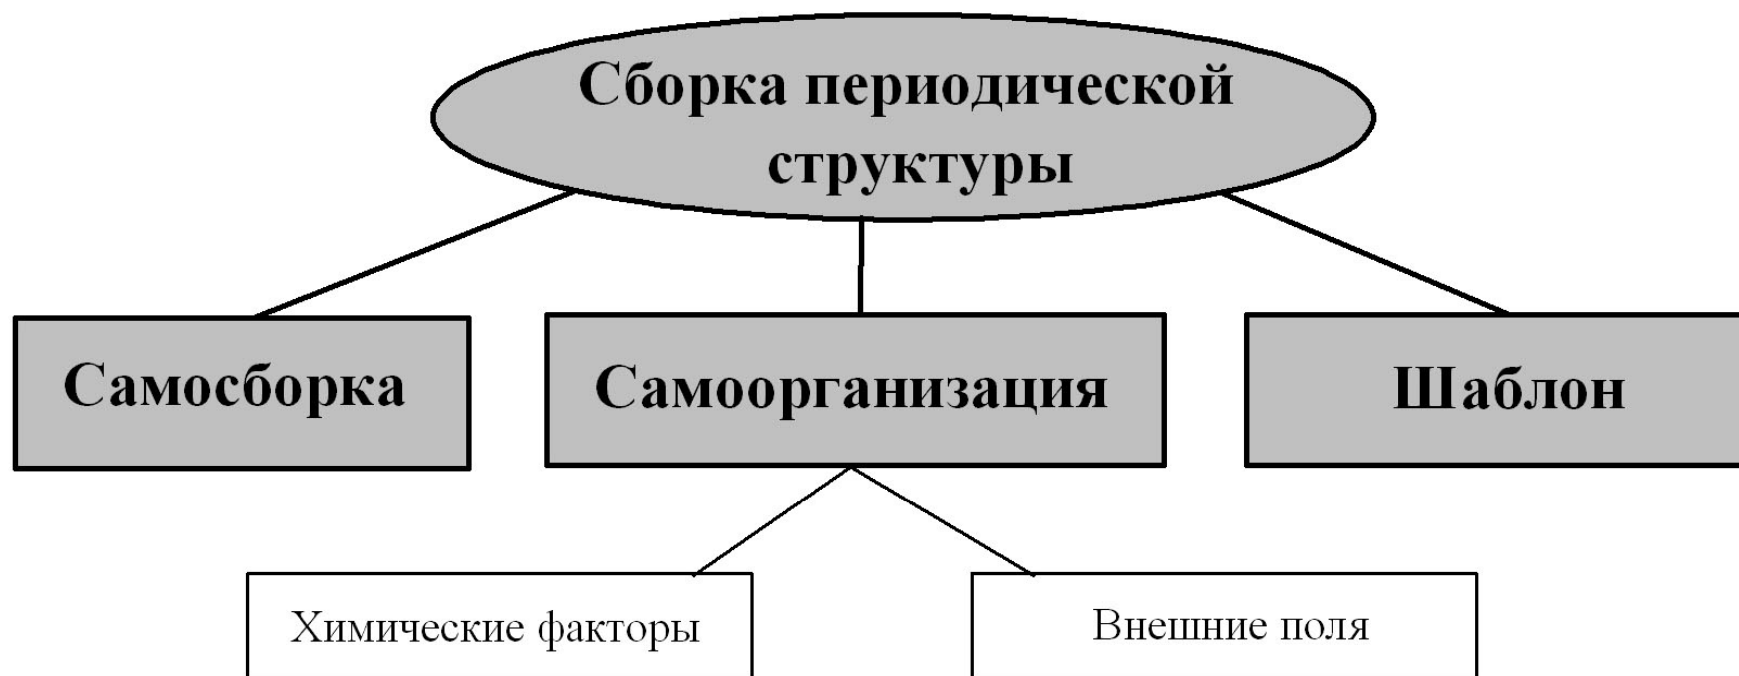 Сборка периодической
структуры
Самосборка
Самоорганизация
Шаблон
Химические факторы
Внешние поля